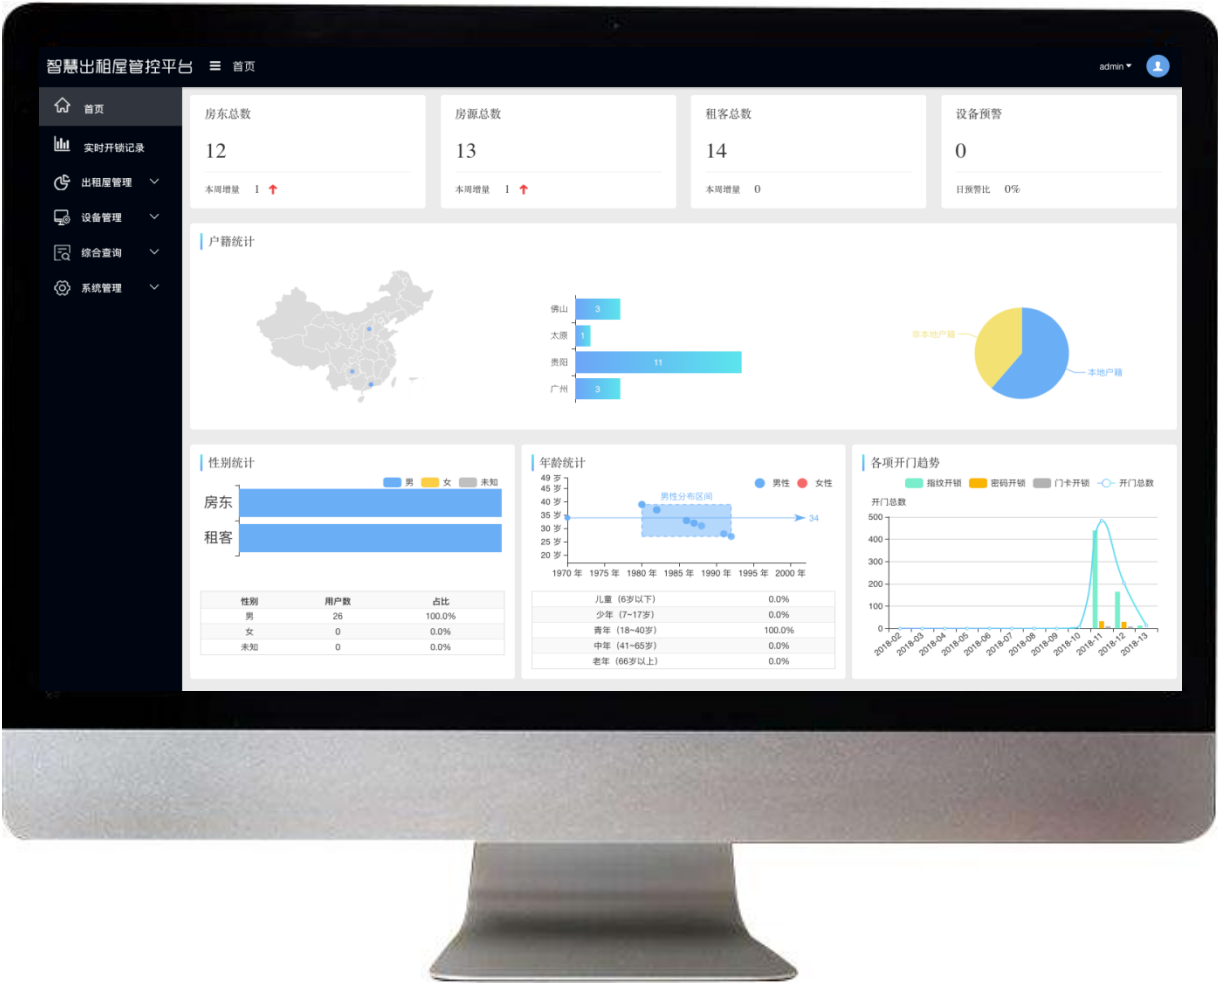 智慧出租屋管控平台 首页
admin
首页
实时开锁记录
出租屋管理
设备管理
综合查询
系统管理
房东总数
12
本周增量 1
房源总数
13
本周增量 1
租客总数
14
本周增量 0
设备预警
0
日预警比 0%
户籍统计
佛山 3
太原 1
贵阳 11
广州 3
非本地户籍
本地户籍
性别统计
男 女 未知
房东
租客
性别 用户数 占比
男 26 100.0%
女 0 0.0%
未知 0 0.0%
年龄统计
男性 女性
49 岁
45 岁
40 岁
35 岁
30 岁
25 岁
20 岁
男性分布区间
34
1970 年 1975 年 1980 年 1985 年 1990 年 1995 年 2000 年
儿童（6岁以下） 0.0%
少年（7~17岁） 0.0%
青年（18~40岁） 100.0%
中年（41~65岁） 0.0%
老年（66岁以上） 0.0%
各项开门趋势
指纹开锁 密码开锁 门卡开锁 开门总数
开门总数
500
400
300
200
100
0
2018-02 2018-03 2018-04 2018-05 2018-06 2018-07 2018-08 2018-09 2018-10 2018-11 2018-12 2018-13